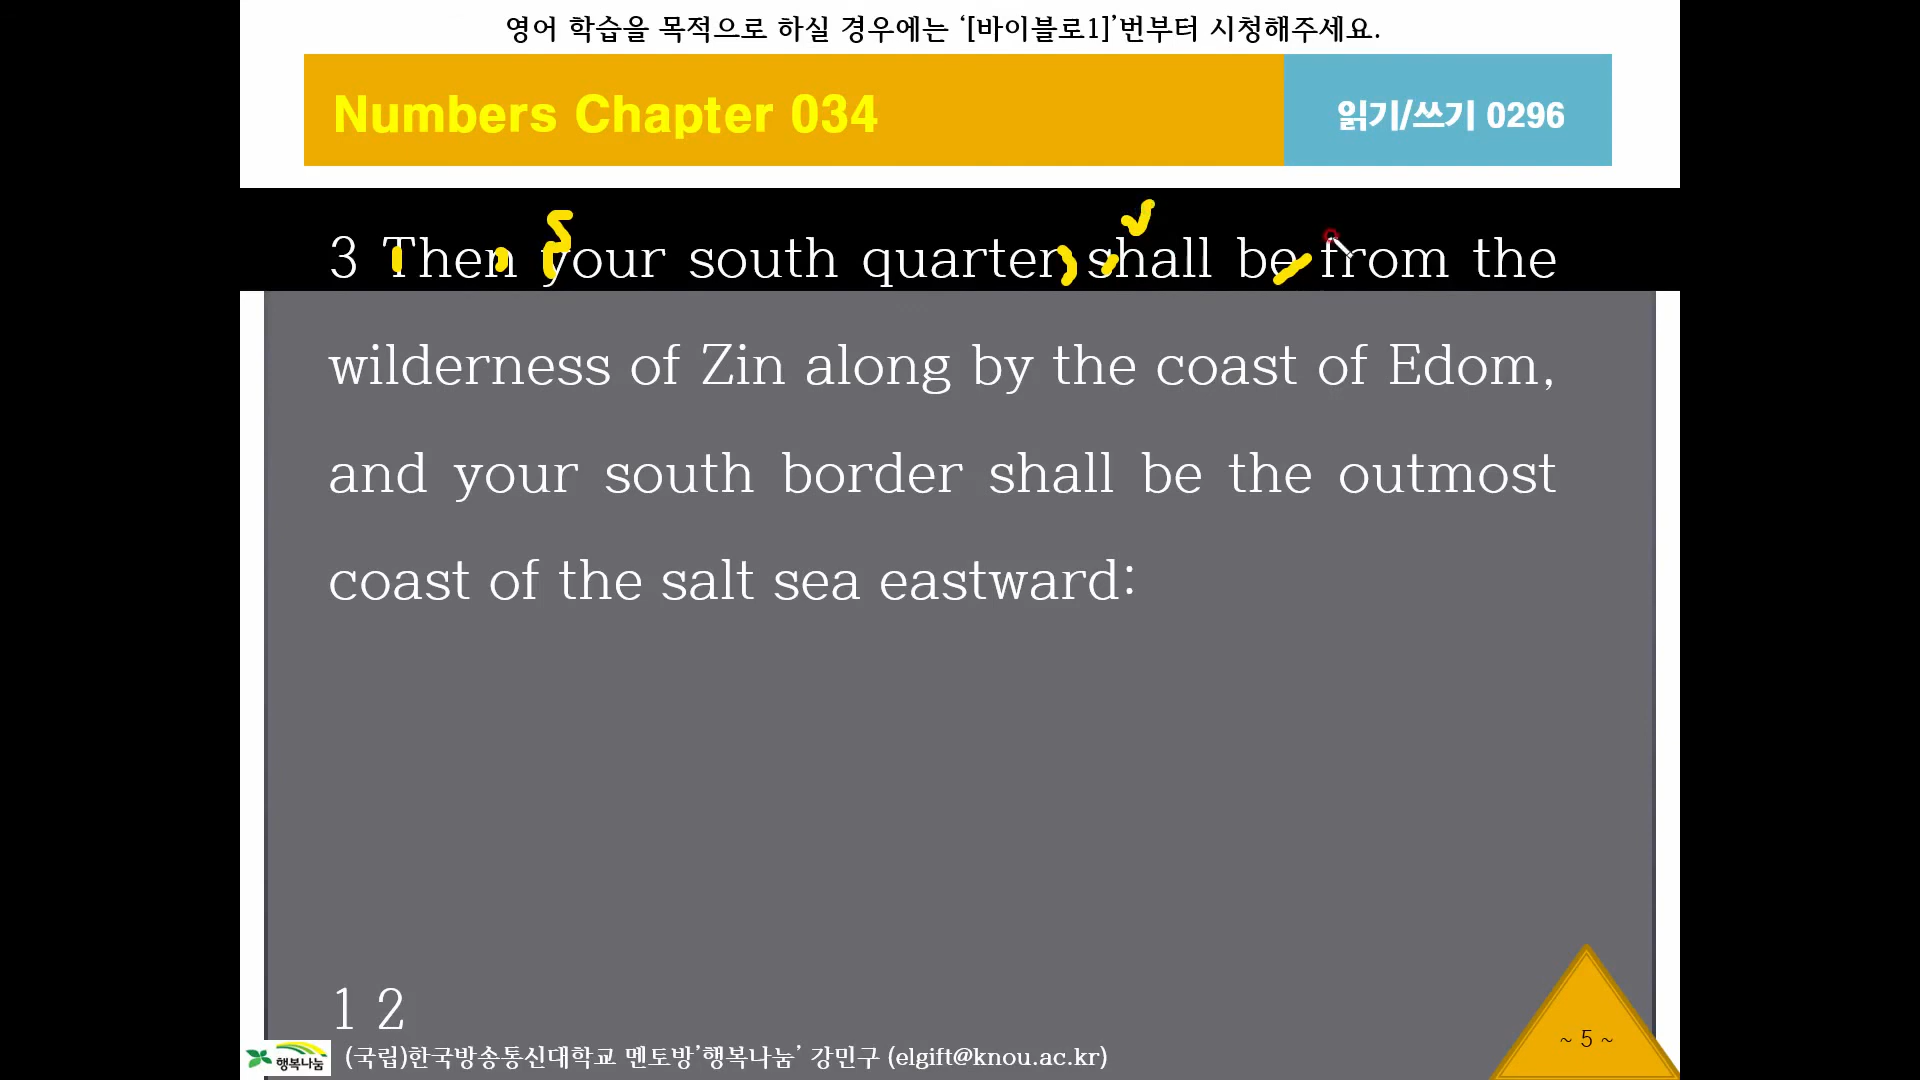 영어 학습을 목적으로 하실 경우에는 ‘[바이블로1]’번부터 시청해주세요.
Numbers Chapter 034
읽기/쓰기 0296
3 Then your south quarter shall be from the
wilderness of Zin along by the coast of Edom,
and your south border shall be the outmost
coast of the salt sea eastward:
1 2
~ 5 ~
행복나눔
(국립)한국방송통신대학교 멘토방’행복나눔’ 강민구 (elgift@knou.ac.kr)